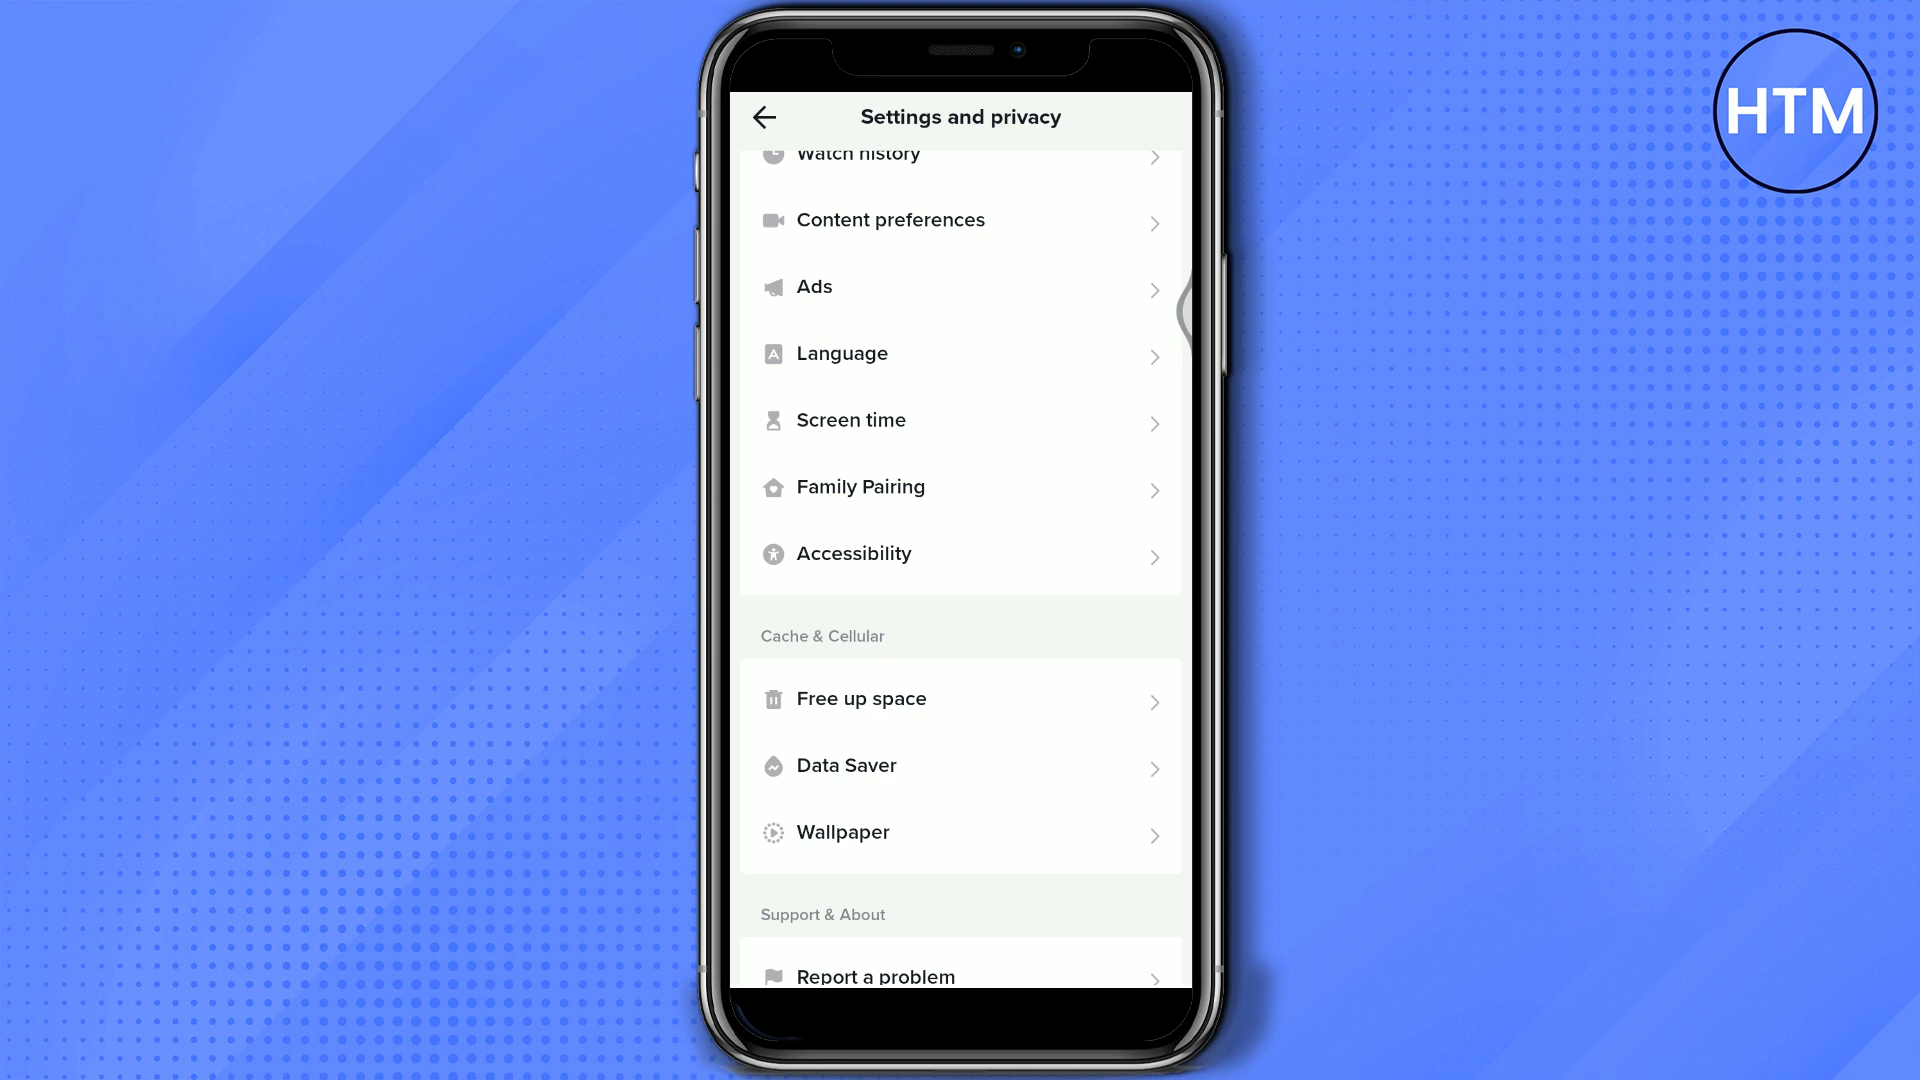 HTM
Settings and privacy
Watch history
Content preferences
Ads
Language
Screen time
Family Pairing
Accessibility
Cache & Cellular
Free up space
Data Saver
Wallpaper
Support & About
Report a problem